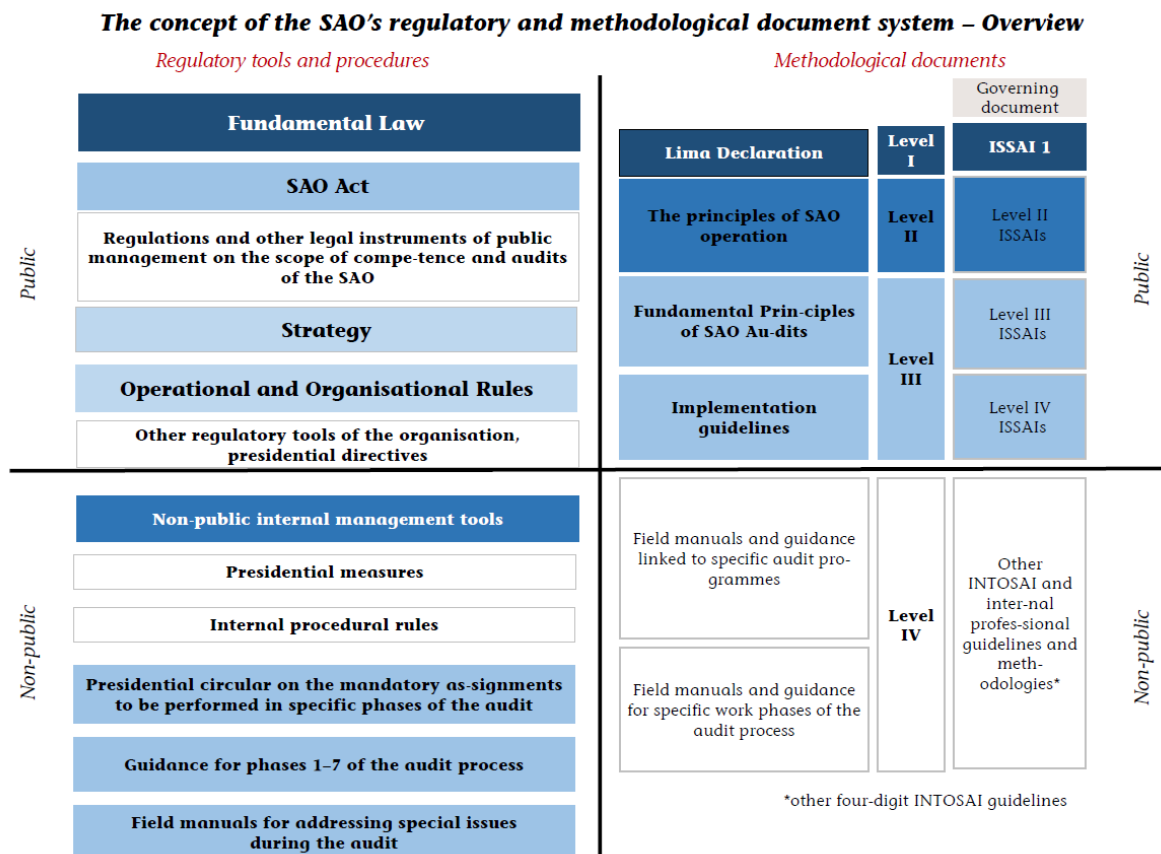 The concept of the SAO's regulatory and methodological document system – Overview
Regulatory tools and procedures
Public
Fundamental Law
SAO Act
Regulations and other legal instruments of public
management on the scope of compe-tence and audits
of the SAO
Strategy
Operational and Organisational Rules
Other regulatory tools of the organisation,
presidential directives
Non-public
Non-public internal management tools
Presidential measures
Internal procedural rules
Presidential circular on the mandatory as-signments
to be performed in specific phases of the audit
Guidance for phases 1–7 of the audit process
Field manuals for addressing special issues
during the audit
Methodological documents
Governing
document
Lima Declaration
Level
I
ISSAI 1
The principles of SAO
operation
Level
II
Level II
ISSAIs
Fundamental Prin-ciples
of SAO Au-dits
Level
III
Level III
ISSAIs
Implementation
guidelines
Level IV
ISSAIs
Public
Field manuals and guidance
linked to specific audit pro-
grammes
Field manuals and guidance
for specific work phases of the
audit process
Level
IV
Other
INTOSAI and
inter-nal
profes-sional
guidelines and
meth-
odologies*
Non-public
*other four-digit INTOSAI guidelines